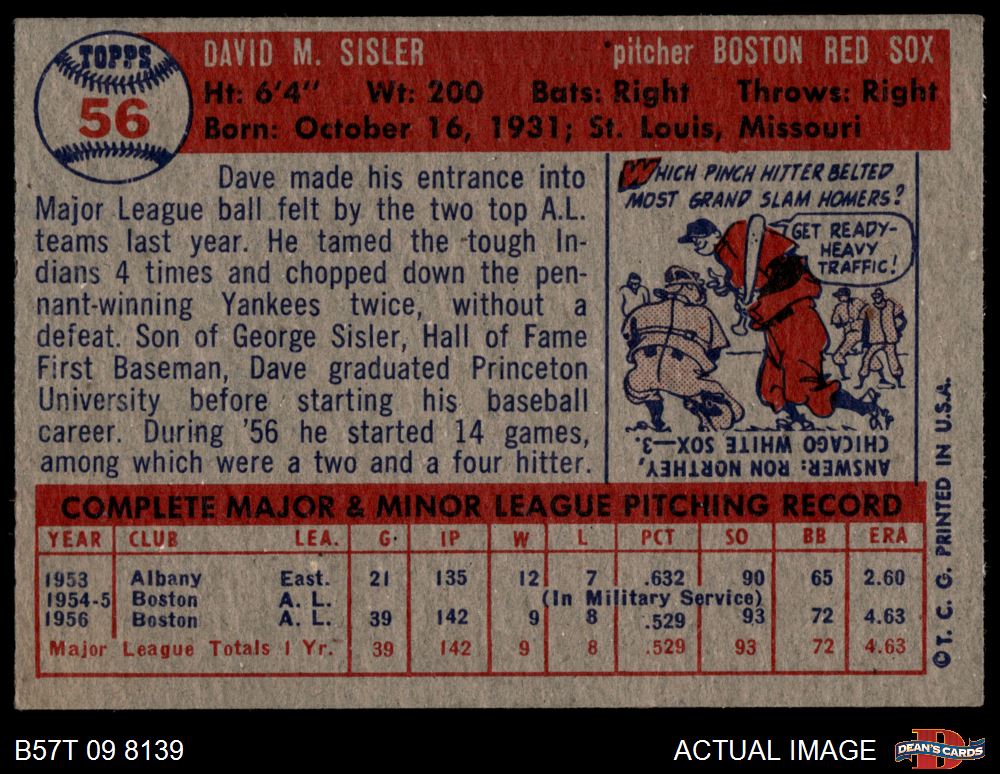 TOPPS
56
DAVID M. SISLER pitcher BOSTON RED SOX
Ht: 6'4" Wt: 200 Bats: Right Throws: Right
Born: October 16, 1931; St. Louis, Missouri
Dave made his entrance into
Major League ball felt by the two top A.L.
teams last year. He tamed the tough In-
dians 4 times and chopped down the pen-
nant-winning Yankees twice, without a
defeat. Son of George Sisler, Hall of Fame
First Baseman, Dave graduated Princeton
University before starting his baseball
career. During '56 he started 14 games,
among which were a two and a four hitter.
WHICH PINCH HITTER BELTED
MOST GRAND SLAM HOMERS?
GET READY-
HEAVY
TRAFFIC!
ANSWER: RON NORTHEY,
CHICAGO WHITE SOX—3.
COMPLETE MAJOR & MINOR LEAGUE PITCHING RECORD
YEAR CLUB LEA. G IP W L PCT SO BB ERA
1953 Albany East. 21 135 12 7 .632 90 65 2.60
1954-5 Boston A. L. (In Military Service)
1956 Boston A. L. 39 142 9 8 .529 93 72 4.63
Major League Totals 1 Yr. 39 142 9 8 .529 93 72 4.63
©T. C. G. PRINTED IN U.S.A.
B57T 09 8139 ACTUAL IMAGE
DEAN'S CARDS